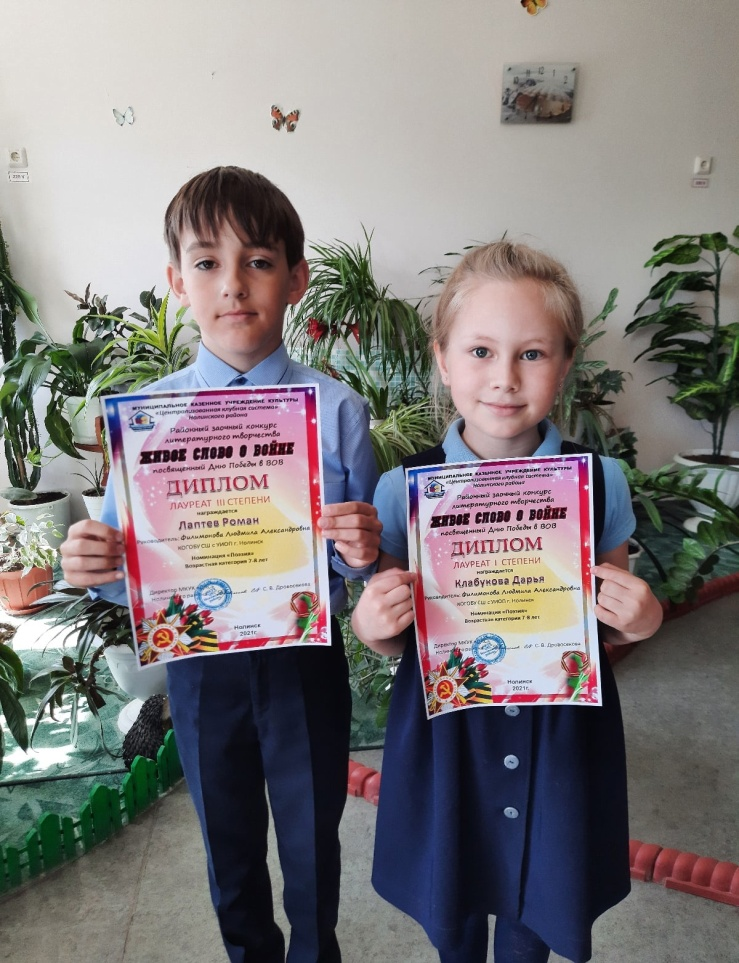 МУНИЦИПАЛЬНОЕ КАЗЕННОЕ УЧРЕЖДЕНИЕ КУЛЬТУРЫ
«Централизованная клубная система»
Нолинского района
Районный заочный конкурс
литературного творчества
ЖИВОЕ СЛОВО О ВОЙНЕ
посвященный Дню Победы в ВОВ
ДИПЛОМ
ЛАУРЕАТ III СТЕПЕНИ
награждается
Лаптев Роман
Руководитель: Филимонова Людмила Александровна
КОГОБУ СШ с УИОП г. Нолинск
Номинация «Поэзия»
Возрастная категория 7-8 лет
Директор МКУК
С. В. Дровосекова
Нолинск
2021г.
МУНИЦИПАЛЬНОЕ КАЗЕННОЕ УЧРЕЖДЕНИЕ КУЛЬТУРЫ
«Централизованная клубная система»
Нолинского района
Районный заочный конкурс
литературного творчества
ЖИВОЕ СЛОВО О ВОЙНЕ
посвященный Дню Победы в ВОВ
ДИПЛОМ
ЛАУРЕАТ I СТЕПЕНИ
награждается
Клабукова Дарья
Руководитель: Филимонова Людмила Александровна
КОГОБУ СШ с УИОП г. Нолинск
Номинация «Поэзия»
Возрастная категория 7-8 лет
Директор МКУК
С. В. Дровосекова
Нолинск
2021г.